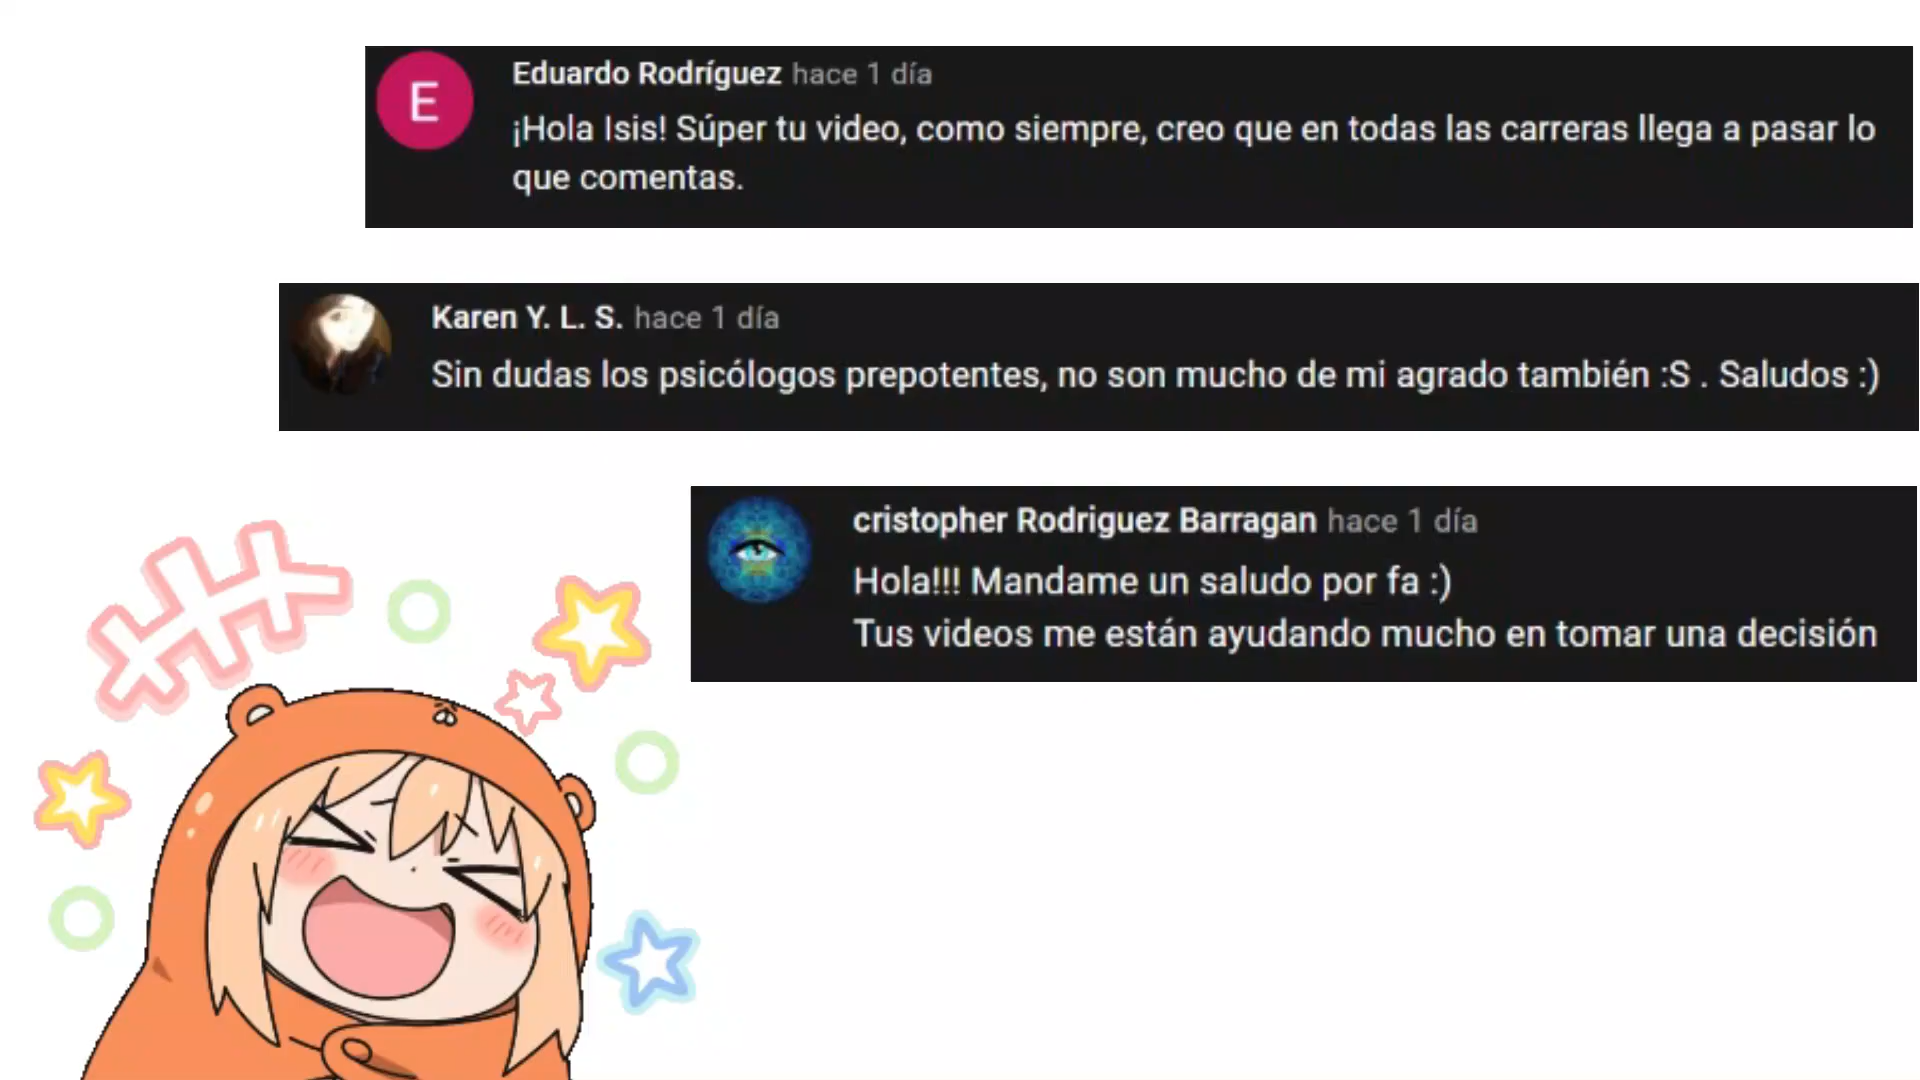 E
Eduardo Rodríguez hace 1 día
¡Hola Isis! Súper tu video, como siempre, creo que en todas las carreras llega a pasar lo
que comentas.
Karen Y. L. S. hace 1 día
Sin dudas los psicólogos prepotentes, no son mucho de mi agrado también :S . Saludos :)
cristopher Rodriguez Barragan hace 1 día
Hola!!! Mandame un saludo por fa :)
Tus videos me están ayudando mucho en tomar una decisión